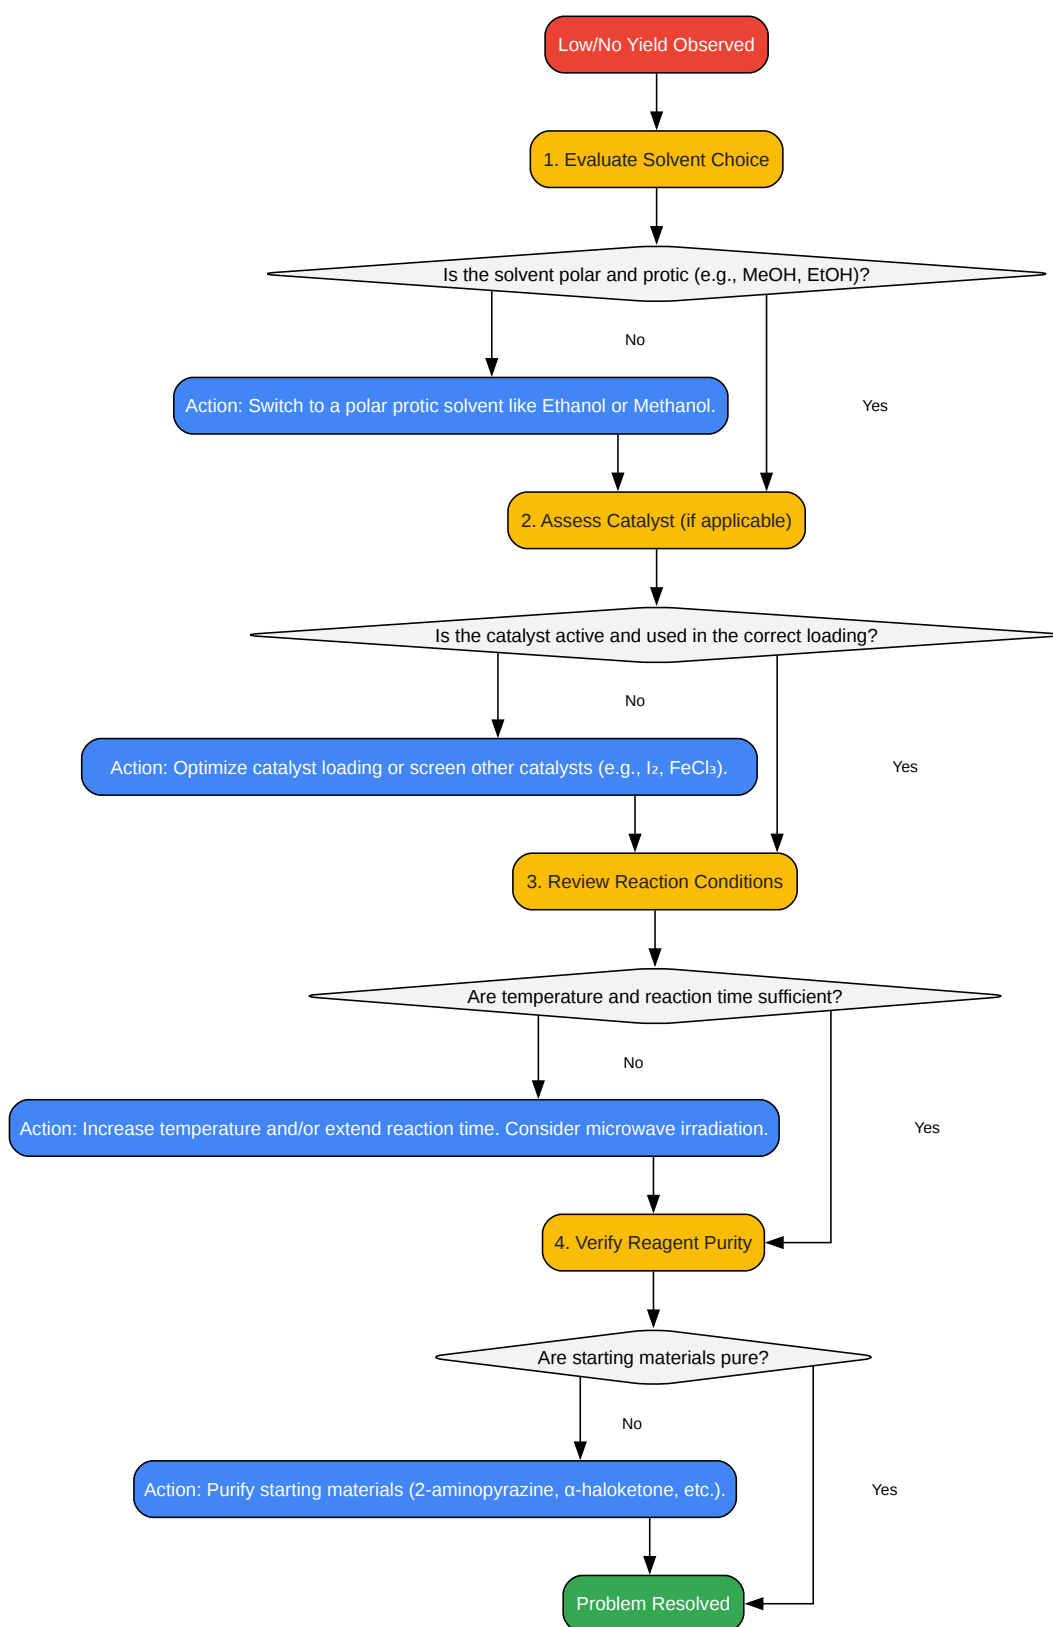 Low/No Yield Observed
1. Evaluate Solvent Choice
Is the solvent polar and protic (e.g., MeOH, EtOH)?
No
Action: Switch to a polar protic solvent like Ethanol or Methanol.
Yes
2. Assess Catalyst (if applicable)
Is the catalyst active and used in the correct loading?
No
Action: Optimize catalyst loading or screen other catalysts (e.g., I₂, FeCl₃).
Yes
3. Review Reaction Conditions
Are temperature and reaction time sufficient?
No
Action: Increase temperature and/or extend reaction time. Consider microwave irradiation.
Yes
4. Verify Reagent Purity
Are starting materials pure?
No
Action: Purify starting materials (2-aminopyrazine, α-haloketone, etc.).
Yes
Problem Resolved